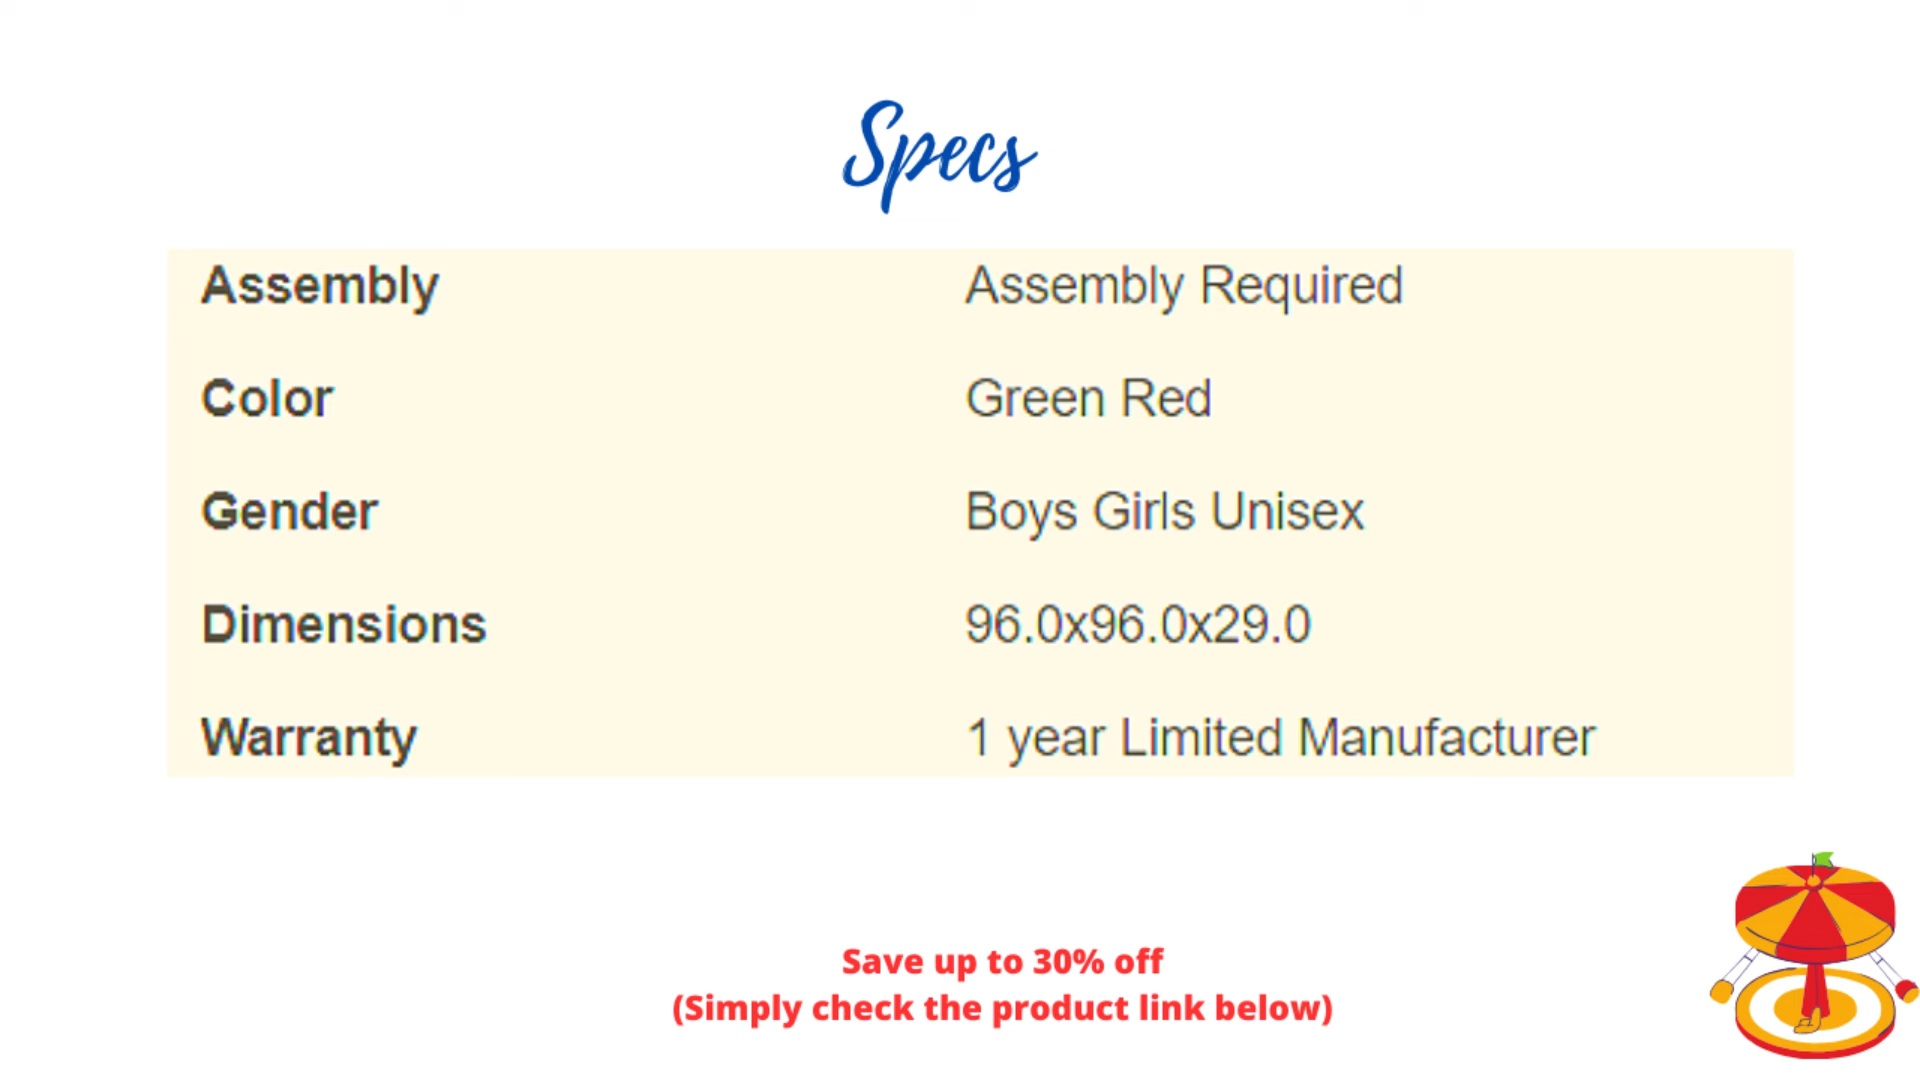 Specs
Assembly Assembly Required
Color Green Red
Gender Boys Girls Unisex
Dimensions 96.0x96.0x29.0
Warranty 1 year Limited Manufacturer
Save up to 30% off
(Simply check the product link below)